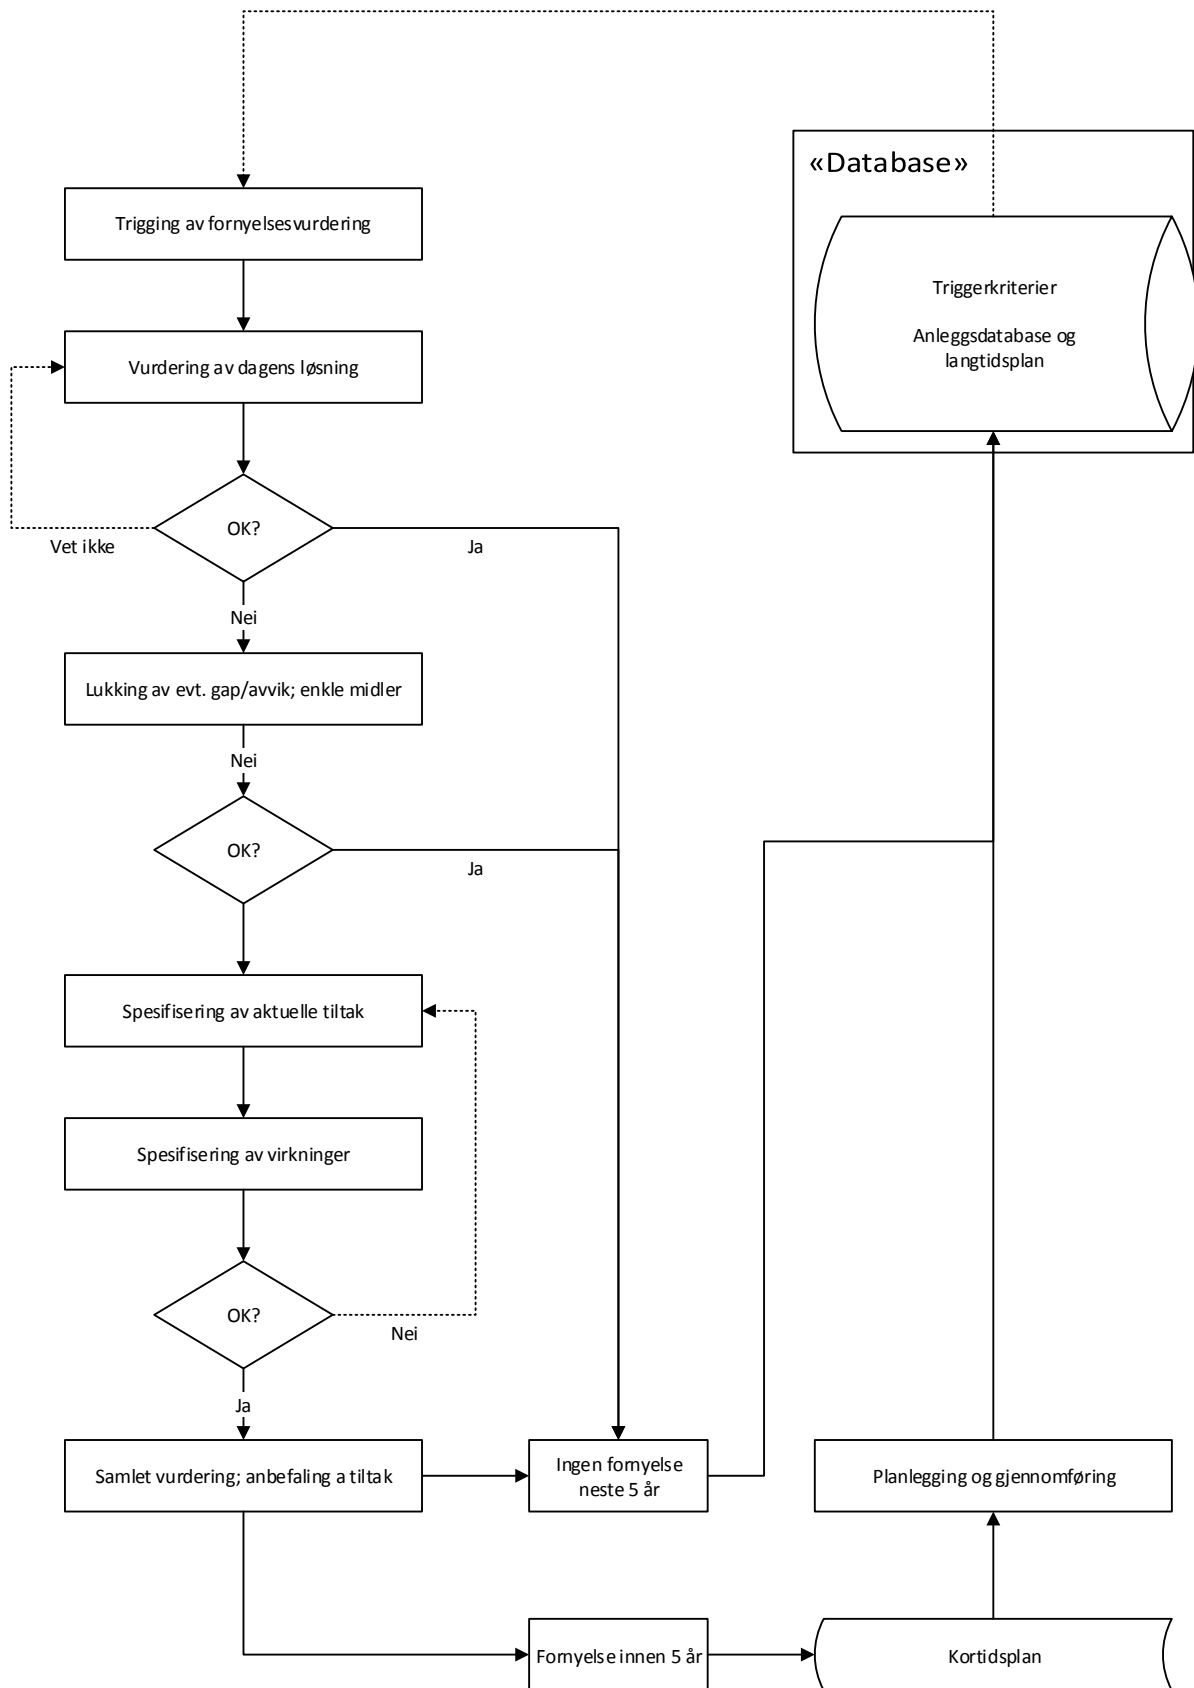 «Database»
Trigging av fornyelsesvurdering
Triggerkriterier
Anleggsdatabase og
langtidsplan
Vurdering av dagens løsning
OK?
Vet ikke
Ja
Nei
Lukking av evt. gap/avvik; enkle midler
Nei
OK?
Ja
Spesifisering av aktuelle tiltak
Spesifisering av virkninger
OK?
Nei
Ja
Samlet vurdering; anbefaling a tiltak
Ingen fornyelse
neste 5 år
Planlegging og gjennomføring
Fornyelse innen 5 år
Kortidsplan